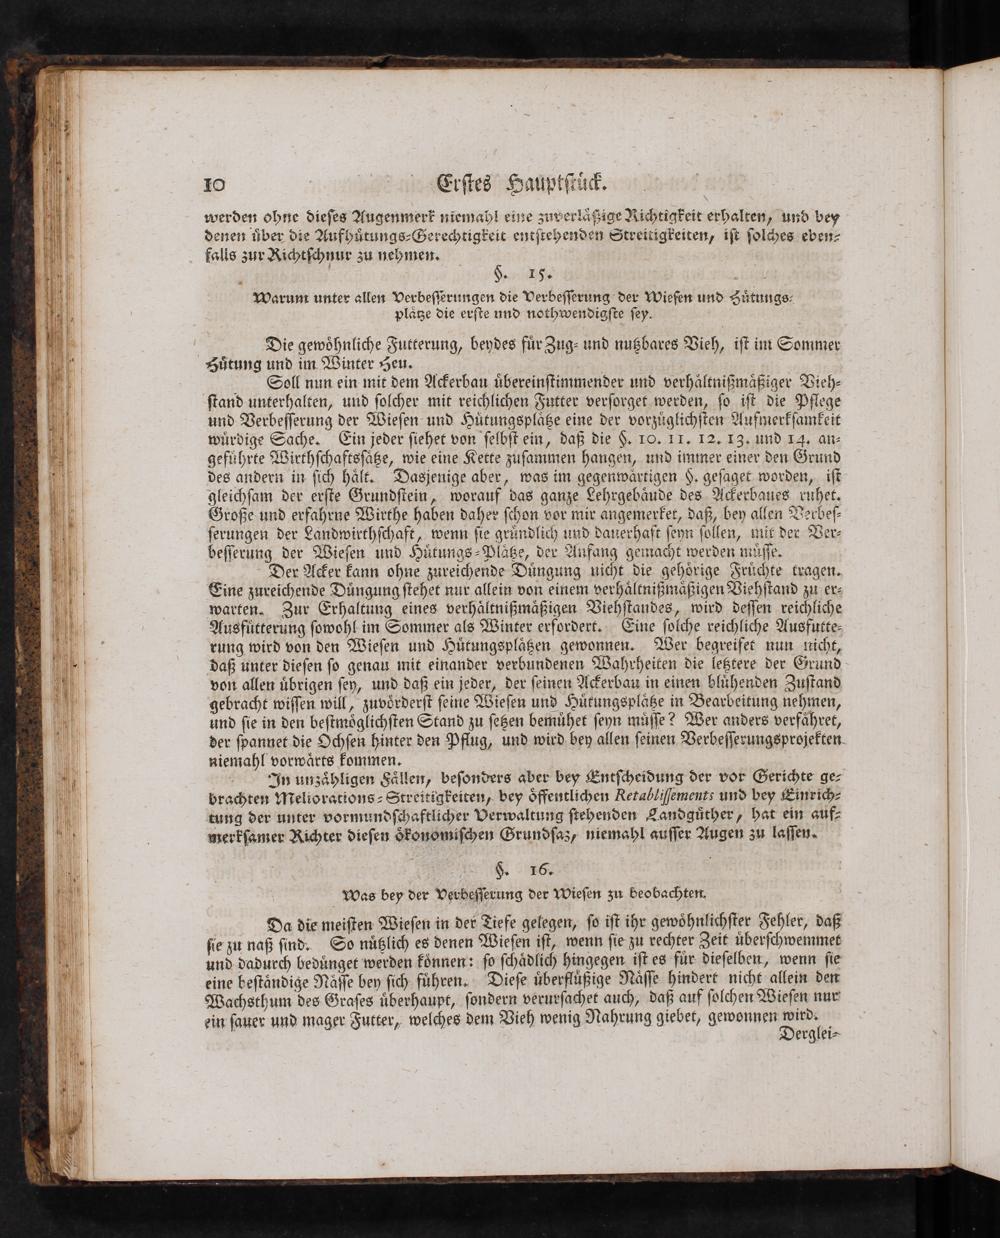 10 Erſtes Hauptſtück.
werden ohne dieſes Augenmerk niemahl eine zuverläßige Richtigkeit erhalten, und bey
denen über die Aufhütungs-Gerechtigkeit entſtehenden Streitigkeiten, iſt ſolches eben-
falls zur Richtſchnur zu nehmen.
§. 15.
Warum unter allen Verbeſſerungen die Verbeſſerung der Wieſen und Hütungs-
plätze die erſte und nothwendigſte ſey.
Die gewöhnliche Futterung, beydes für Zug- und nutzbares Vieh, iſt im Sommer
Hütung und im Winter Heu.
Soll nun ein mit dem Ackerbau übereinſtimmender und verhältnißmäßiger Vieh-
ſtand unterhalten, und ſolcher mit reichlichen Futter verſorget werden, ſo iſt die Pflege
und Verbeſſerung der Wieſen und Hütungsplätze eine der vorzüglichſten Aufmerkſamkeit
würdige Sache. Ein jeder ſiehet von ſelbſt ein, daß die §. 10. 11. 12. 13. und 14. an-
geführte Wirthſchaftsſätze, wie eine Kette zuſammen hangen, und immer einer den Grund
des andern in ſich hält. Dasjenige aber, was im gegenwärtigen §. geſaget worden, iſt
gleichſam der erſte Grundſtein, worauf das ganze Lehrgebäude des Ackerbaues ruhet.
Große und erfahrne Wirthe haben daher ſchon vor mir angemerket, daß, bey allen Verbeſ-
ſerungen der Landwirthſchaft, wenn ſie gründlich und dauerhaft ſeyn ſollen, mit der Ver-
beſſerung der Wieſen und Hütungs-Plätze, der Anfang gemacht werden müſſe.
Der Acker kann ohne zureichende Düngung nicht die gehörige Früchte tragen.
Eine zureichende Düngung ſtehet nur allein von einem verhältnißmäßigen Viehſtand zu er-
warten. Zur Erhaltung eines verhältnißmäßigen Viehſtandes, wird deſſen reichliche
Ausfütterung ſowohl im Sommer als Winter erfordert. Eine ſolche reichliche Ausfutte-
rung wird von den Wieſen und Hütungsplätzen gewonnen. Wer begreifet nun nicht,
daß unter dieſen ſo genau mit einander verbundenen Wahrheiten die letztere der Grund
von allen übrigen ſey, und daß ein jeder, der ſeinen Ackerbau in einen blühenden Zuſtand
gebracht wiſſen will, zuvörderſt ſeine Wieſen und Hütungsplätze in Bearbeitung nehmen,
und ſie in den beſtmöglichſten Stand zu ſetzen bemühet ſeyn müſſe? Wer anders verfähret,
der ſpannet die Ochſen hinter den Pflug, und wird bey allen ſeinen Verbeſſerungsprojekten
niemahl vorwärts kommen.
In unzähligen Fällen, beſonders aber bey Entſcheidung der vor Gerichte ge-
brachten Meliorations-Streitigkeiten, bey öffentlichen Retabliſſements und bey Einrich-
tung der unter vormundſchaftlicher Verwaltung ſtehenden Landgüther, hat ein auf-
merkſamer Richter dieſen ökonomiſchen Grundſaz, niemahl auſſer Augen zu laſſen.
§. 16.
Was bey der Verbeſſerung der Wieſen zu beobachten.
Da die meiſten Wieſen in der Tiefe gelegen, ſo iſt ihr gewöhnlichſter Fehler, daß
ſie zu naß ſind. So nützlich es denen Wieſen iſt, wenn ſie zu rechter Zeit überſchwemmet
und dadurch bedünget werden können: ſo ſchädlich hingegen iſt es für dieſelben, wenn ſie
eine beſtändige Näſſe bey ſich führen. Dieſe überflüßige Näſſe hindert nicht allein den
Wachsthum des Graſes überhaupt, ſondern verurſachet auch, daß auf ſolchen Wieſen nur
ein ſauer und mager Futter, welches dem Vieh wenig Nahrung giebet, gewonnen wird.
Derglei-